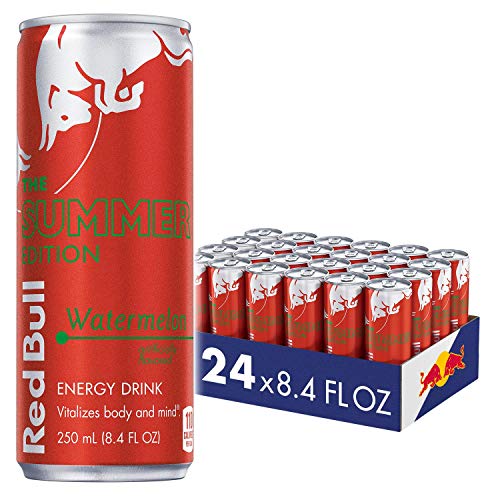 THE
SUMMER
EDITION
Red Bull
Watermelon
ENERGY DRINK
Vitalizes body and mind®.
250 mL (8.4 FL OZ)
110
24 x 8.4 FL OZ